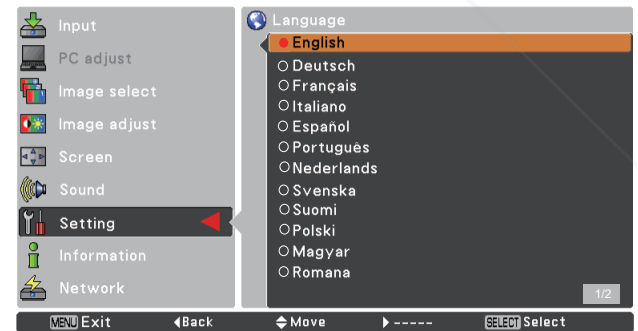 Input
PC adjust
Image select
Image adjust
Screen
Sound
Setting
Information
Network
Language
English
Deutsch
Français
Italiano
Español
Português
Nederlands
Svenska
Suomi
Polski
Magyar
Romana
1/2
MENU Exit
Back
Move
-----
SELECT Select